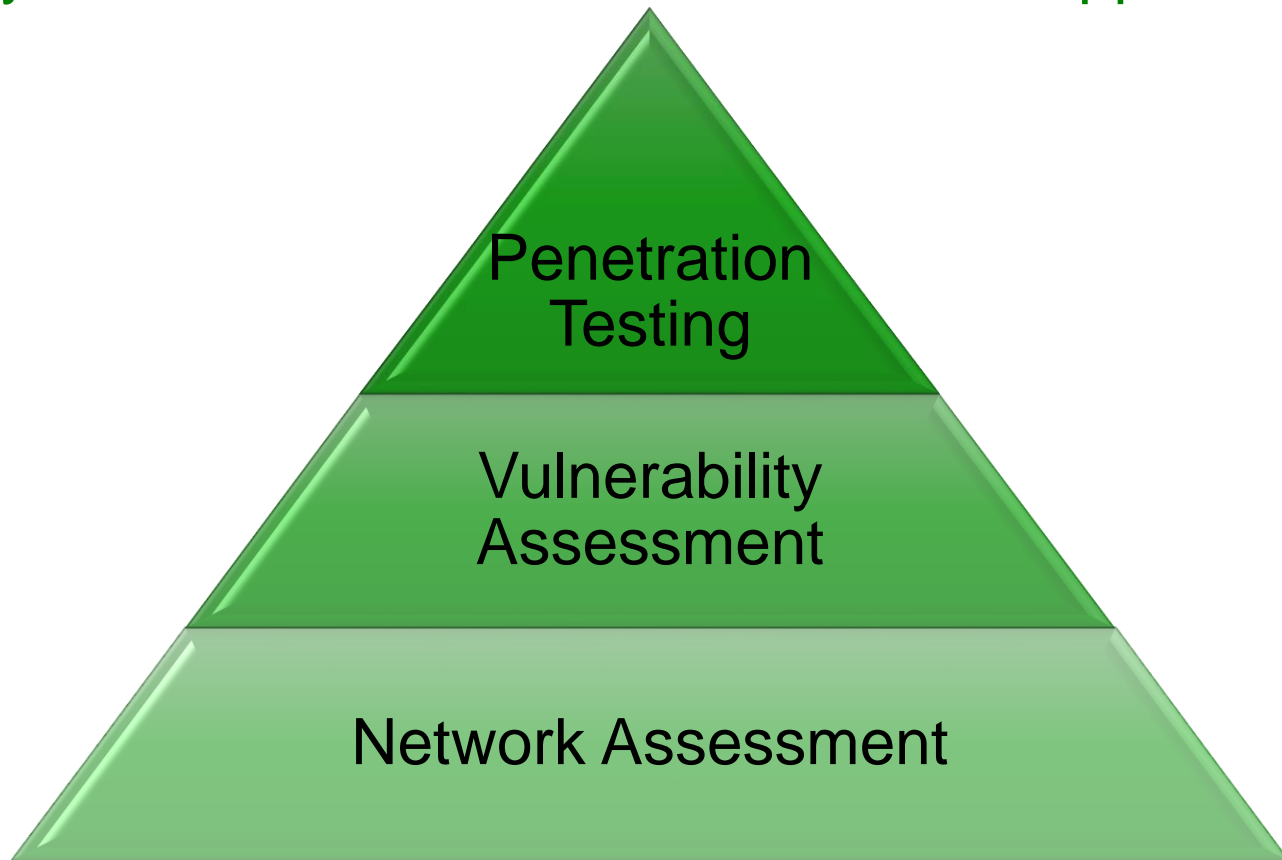 Penetration
Testing
Vulnerability
Assessment
Network Assessment